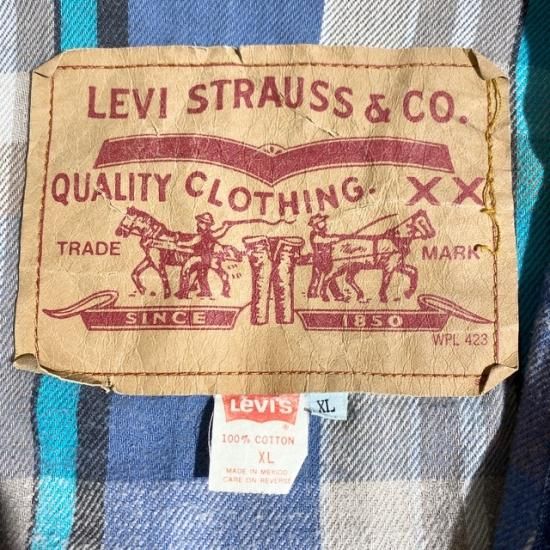 LEVI STRAUSS & CO.
QUALITY CLOTHING. XX
TRADE MARK
SINCE 1850
WPL 423
LEVI'S
XL
100% COTTON
XL
MADE IN MEXICO
CARE ON REVERSE